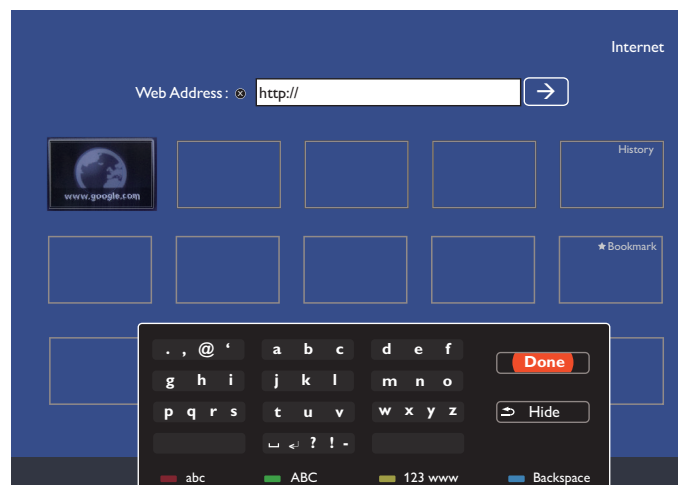 Internet
Web Address : http://
www.google.com
History
★Bookmark
. , @ ‘ a b c d e f
Done
g h i j k l m n o
p q r s t u v w x y z
Hide
␣ ↵ ? ! -
abc ABC 123 www Backspace